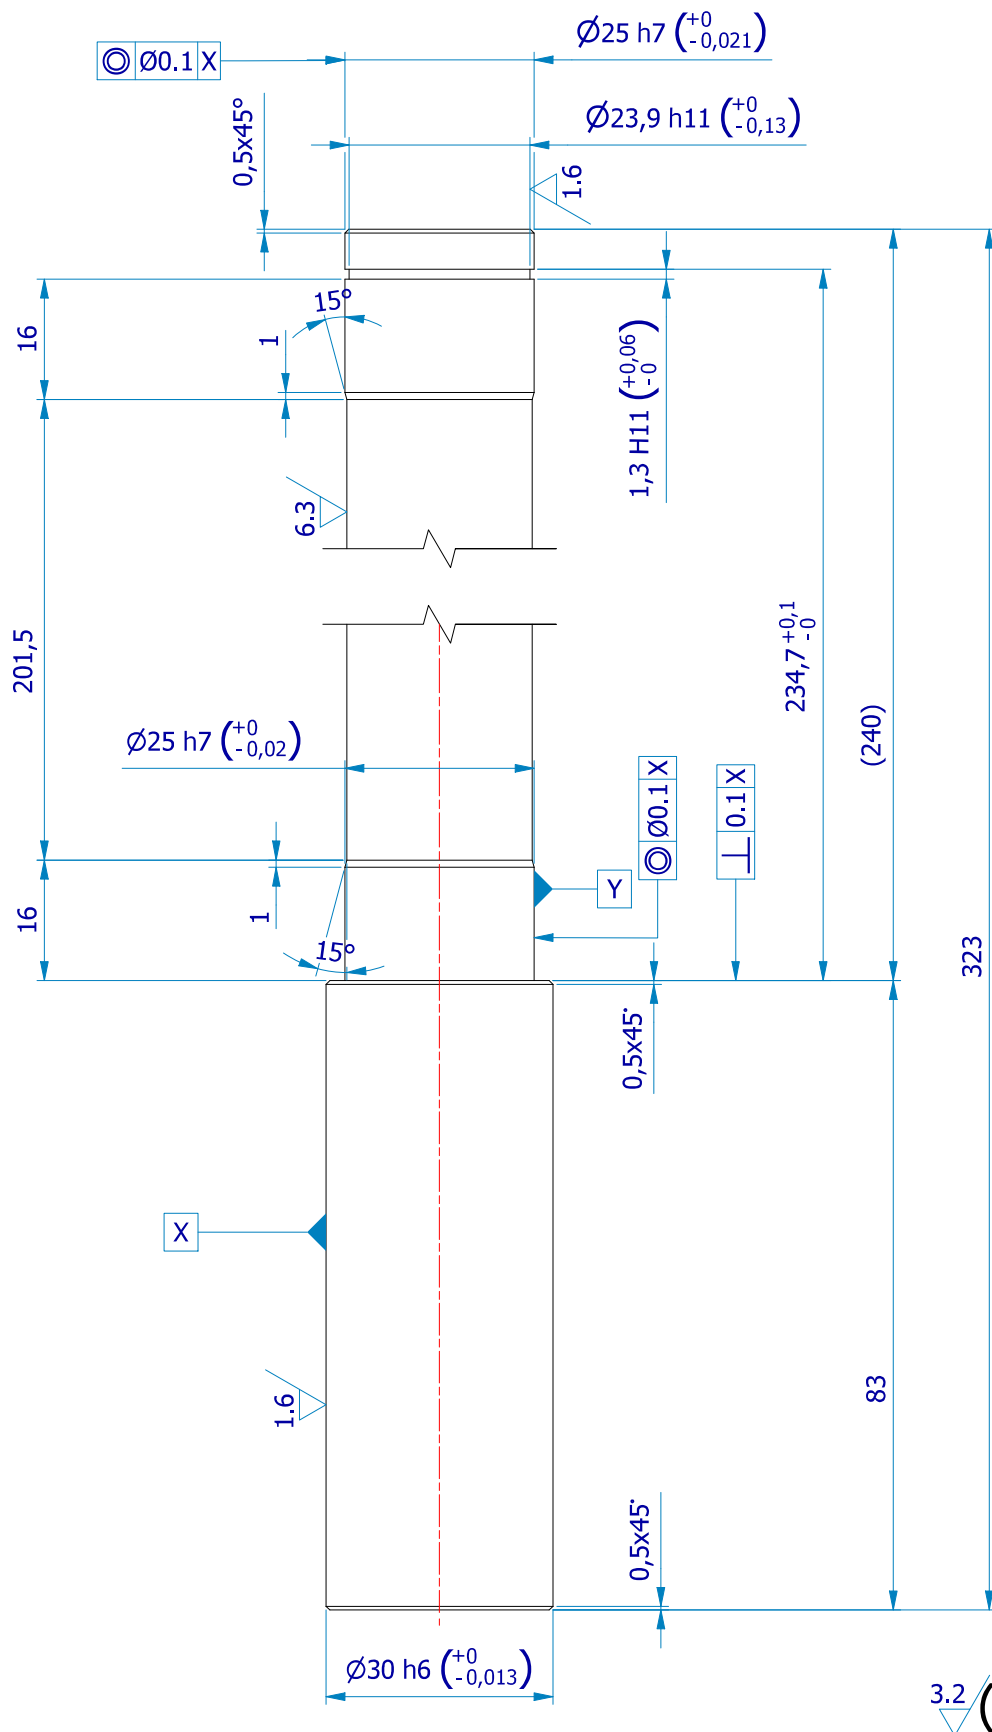 Ø25 h7 (+0 -0,021)
Ø0.1 X
Ø23,9 h11 (+0 -0,13)
0,5x45°
1.6
15°
16
1
1,3 H11 (+0,06 -0)
6.3
201,5
234,7 +0,1 -0
(240)
Ø25 h7 (+0 -0,02)
Ø0.1 X
0.1 X
Y
16
1
15°
323
0,5x45°
X
83
1.6
0,5x45°
Ø30 h6 (+0 -0,013)
3.2 (